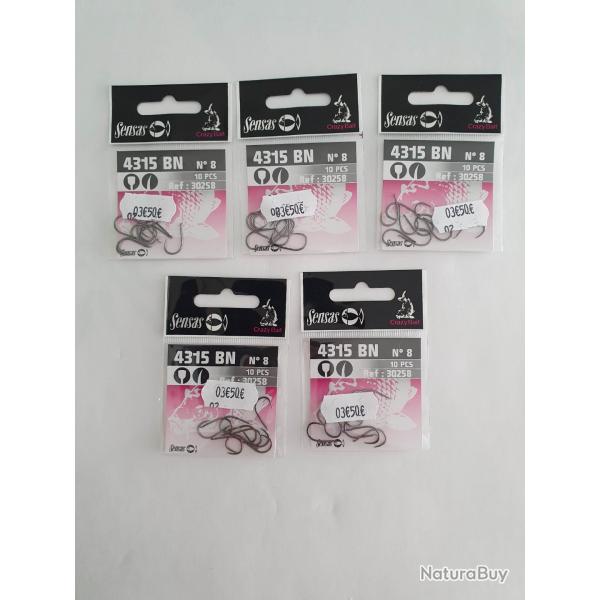 Sensas
Crazy Bait
4315 BN N° 8
10 PCS
Ref : 30258
03€50€
Sensas
Sensas
Crazy Bait
4315 BN N° 8
10 PCS
Ref : 30258
03€50€
Sensas
Sensas
Crazy Bait
4315 BN N° 8
10 PCS
Ref : 30258
03€50€
Sensas
Sensas
Crazy Bait
4315 BN N° 8
10 PCS
Ref : 30258
03€50€
Sensas
Sensas
Crazy Bait
4315 BN N° 8
10 PCS
Ref : 30258
03€50€
Sensas
NaturaBuy